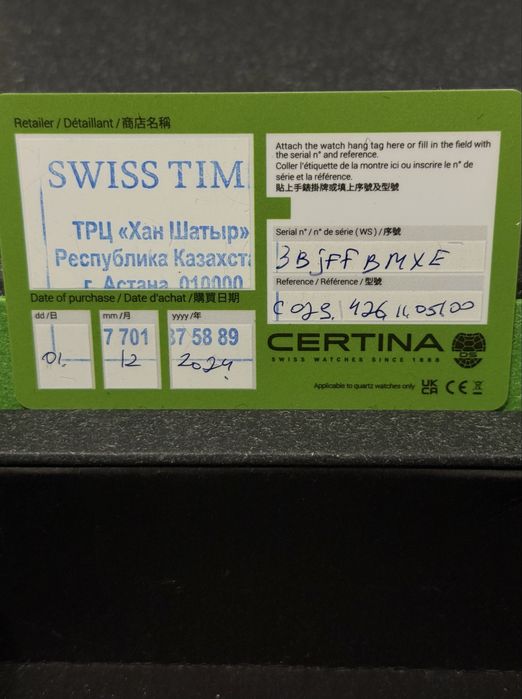 Retailer / Détaillant / 商店名稱
SWISS TIM
ТРЦ «Хан Шатыр»
Республика Казахста
г. Астана, 010000
Date of purchase / Date d'achat / 購買日期
dd / 日
mm / 月
yyyy / 年
7 701
37 58 89
01.
12
2024
Attach the watch hang tag here or fill in the field with
the serial n° and reference.
Coller l'étiquette de la montre ici ou inscrire le n° de
série et la référence.
貼上手錶掛牌或填上序號及型號
Serial n° / n° de série (WS) / 序號
3BjffBMXE
Reference / Référence / 型號
C029.426.11.051.00
CERTINA
DS
SWISS WATCHES SINCE 1888
Applicable to quartz watches only
UK
CA
CE